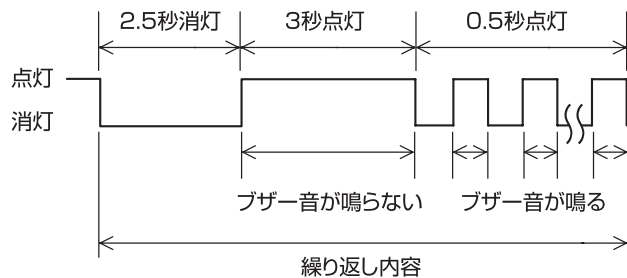 2.5秒消灯 3秒点灯 0.5秒点灯
点灯
消灯
ブザー音が鳴らない ブザー音が鳴る
繰り返し内容